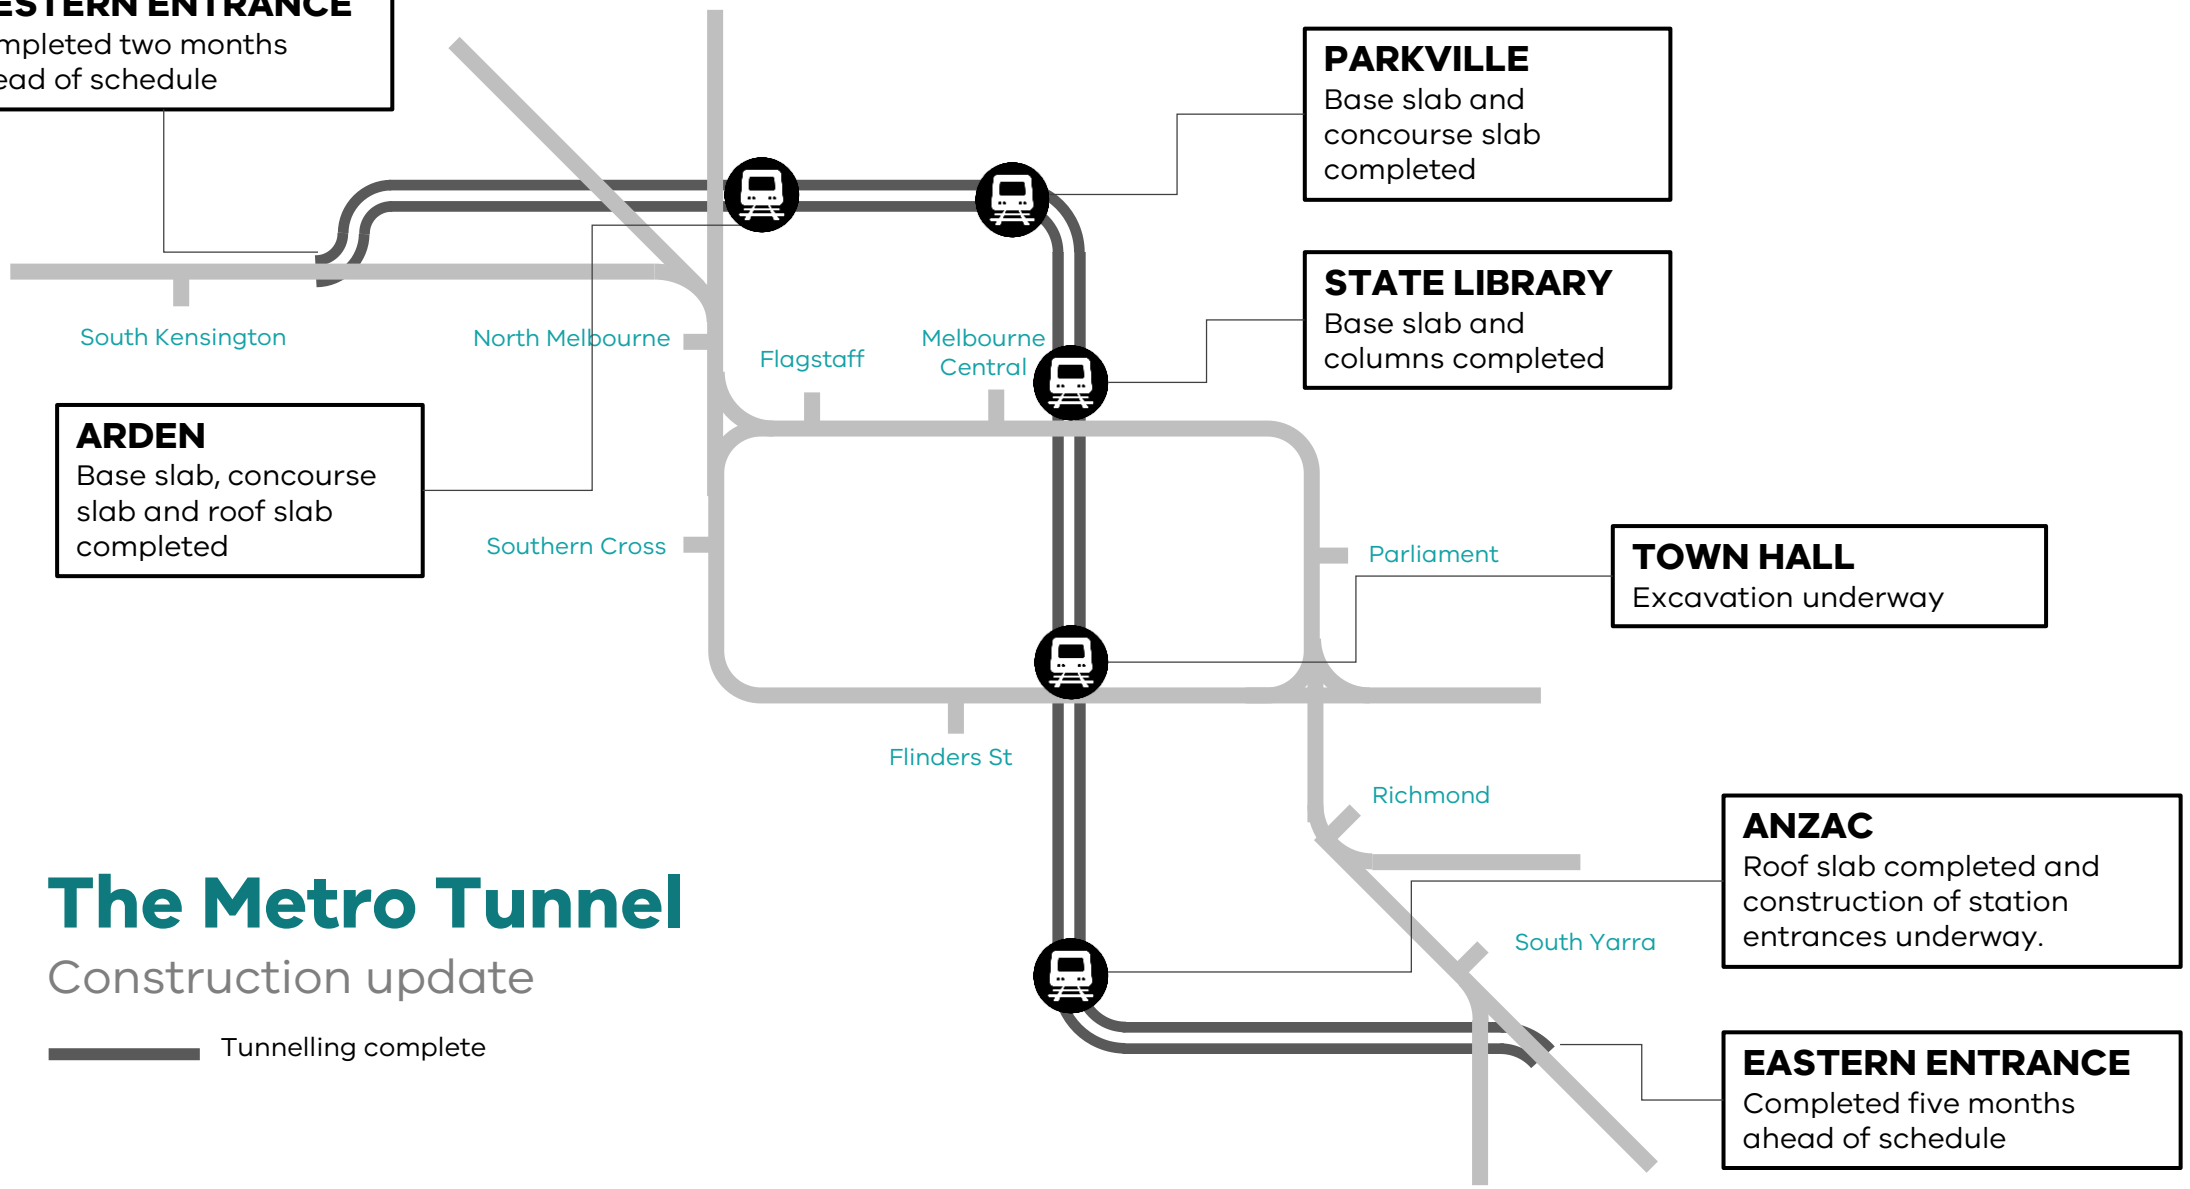 ESTERN ENTRANCE
mpleted two months
ead of schedule
PARKVILLE
Base slab and
concourse slab
completed
STATE LIBRARY
Base slab and
columns completed
South Kensington
North Melbourne
Flagstaff
Melbourne
Central
ARDEN
Base slab, concourse
slab and roof slab
completed
Southern Cross
Parliament
TOWN HALL
Excavation underway
Flinders St
Richmond
ANZAC
Roof slab completed and
construction of station
entrances underway.
South Yarra
The Metro Tunnel
Construction update
Tunnelling complete
EASTERN ENTRANCE
Completed five months
ahead of schedule